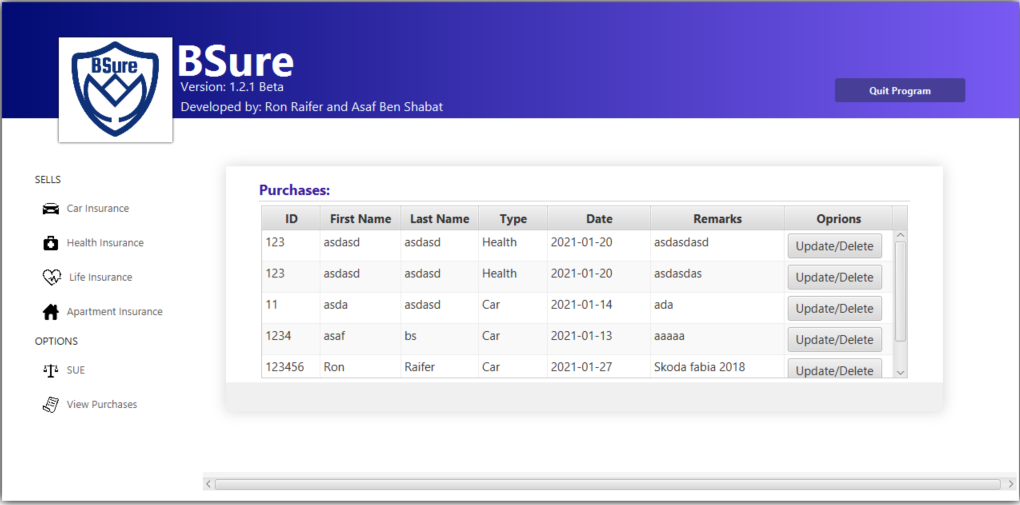 BSure
BSure
Version: 1.2.1 Beta
Developed by: Ron Raifer and Asaf Ben Shabat
Quit Program
SELLS
Car Insurance
Health Insurance
Life Insurance
Apartment Insurance
OPTIONS
SUE
View Purchases
Purchases:
ID First Name Last Name Type Date Remarks Oprions
123 asdasd asdasd Health 2021-01-20 asdasdasd Update/Delete
123 asdasd asdasd Health 2021-01-20 asdasdas Update/Delete
11 asda asdasd Car 2021-01-14 ada Update/Delete
1234 asaf bs Car 2021-01-13 aaaaa Update/Delete
123456 Ron Raifer Car 2021-01-27 Skoda fabia 2018 Update/Delete